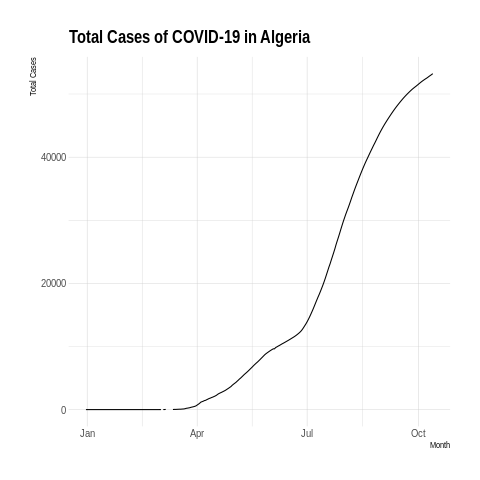 Total Cases of COVID-19 in Algeria
Total Cases
40000
20000
0
Jan Apr Jul Oct
Month